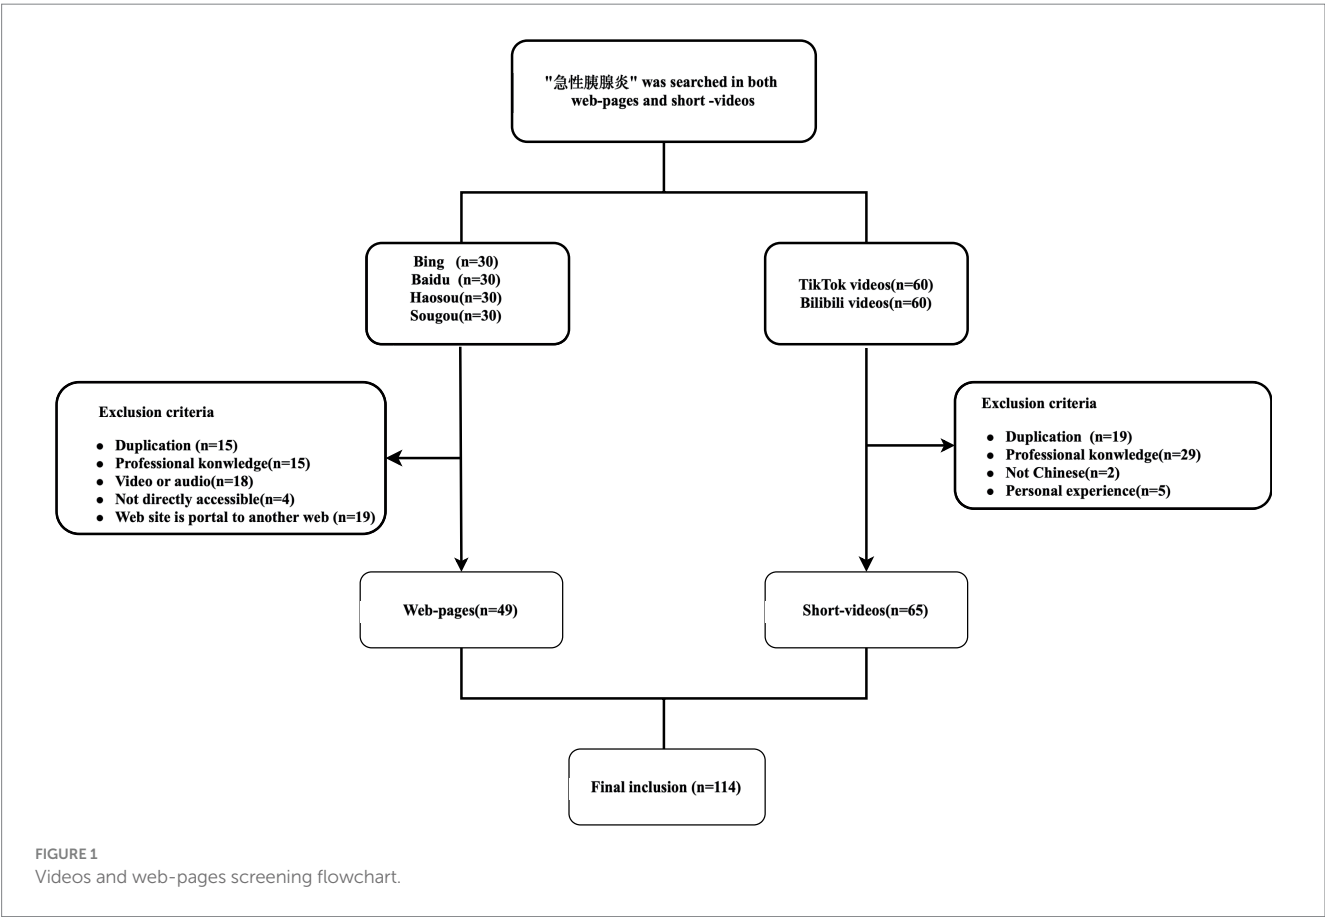 "急性胰腺炎" was searched in both
web-pages and short -videos
Bing (n=30)
Baidu (n=30)
Haosou(n=30)
Sougou(n=30)
TikTok videos(n=60)
Bilibili videos(n=60)
Exclusion criteria
● Duplication (n=15)
● Professional konwledge(n=15)
● Video or audio(n=18)
● Not directly accessible(n=4)
● Web site is portal to another web (n=19)
Exclusion criteria
● Duplication (n=19)
● Professional konwledge(n=29)
● Not Chinese(n=2)
● Personal experience(n=5)
Web-pages(n=49)
Short-videos(n=65)
Final inclusion (n=114)
FIGURE 1
Videos and web-pages screening flowchart.